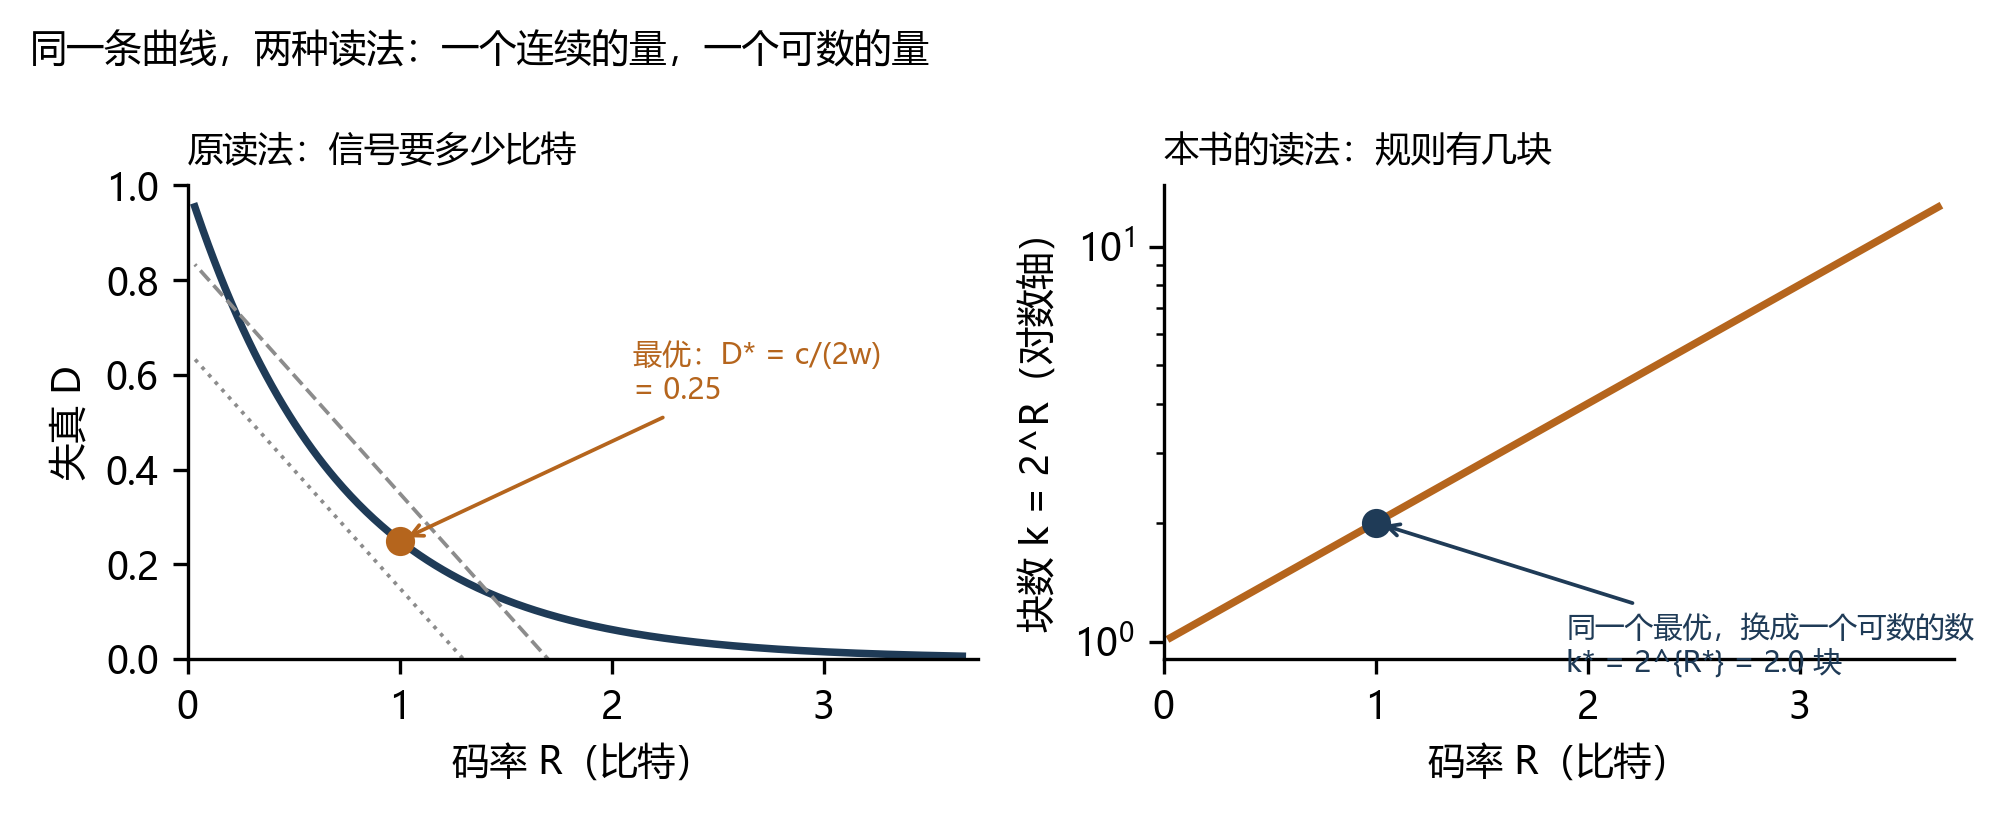 同一条曲线，两种读法：一个连续的量，一个可数的量
原读法：信号要多少比特
1.0
0.8
0.6
0.4
0.2
0.0
失真 D
最优：D* = c/(2w)
= 0.25
0
1
2
3
码率 R（比特）
本书的读法：规则有几块
10¹
10⁰
块数 k = 2^R（对数轴）
同一个最优，换成一个可数的数
k* = 2^{R*} = 2.0 块
0
1
2
3
码率 R（比特）